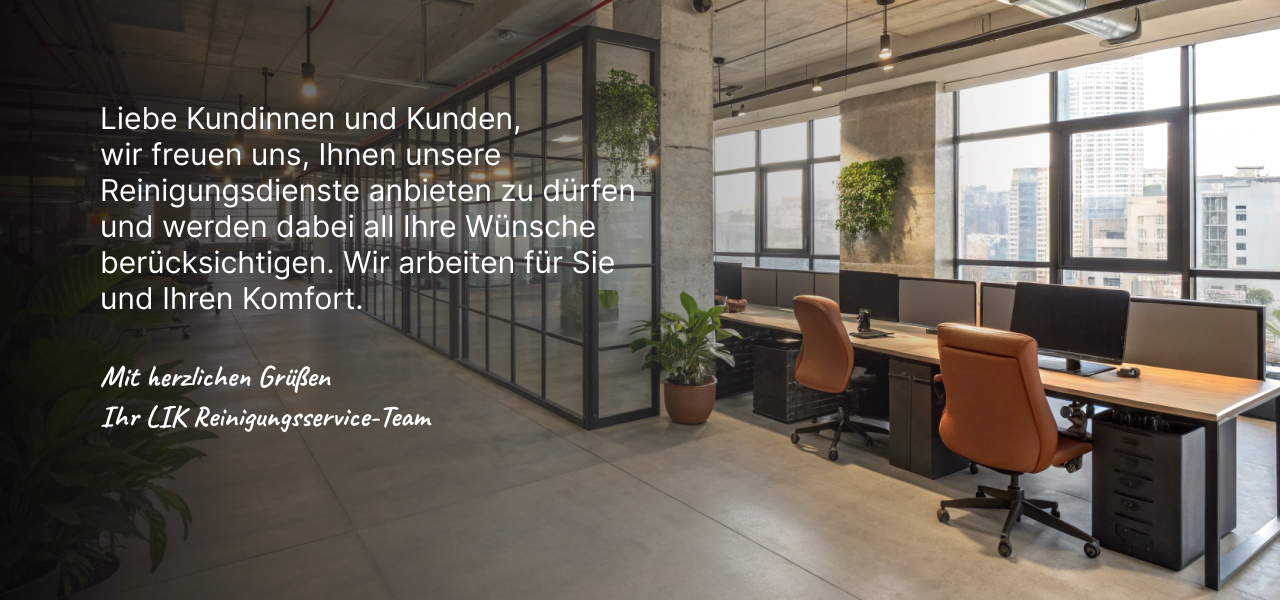 Liebe Kundinnen und Kunden,
wir freuen uns, Ihnen unsere
Reinigungsdienste anbieten zu dürfen
und werden dabei all Ihre Wünsche
berücksichtigen. Wir arbeiten für Sie
und Ihren Komfort.
Mit herzlichen Grüßen
Ihr LIK Reinigungsservice-Team